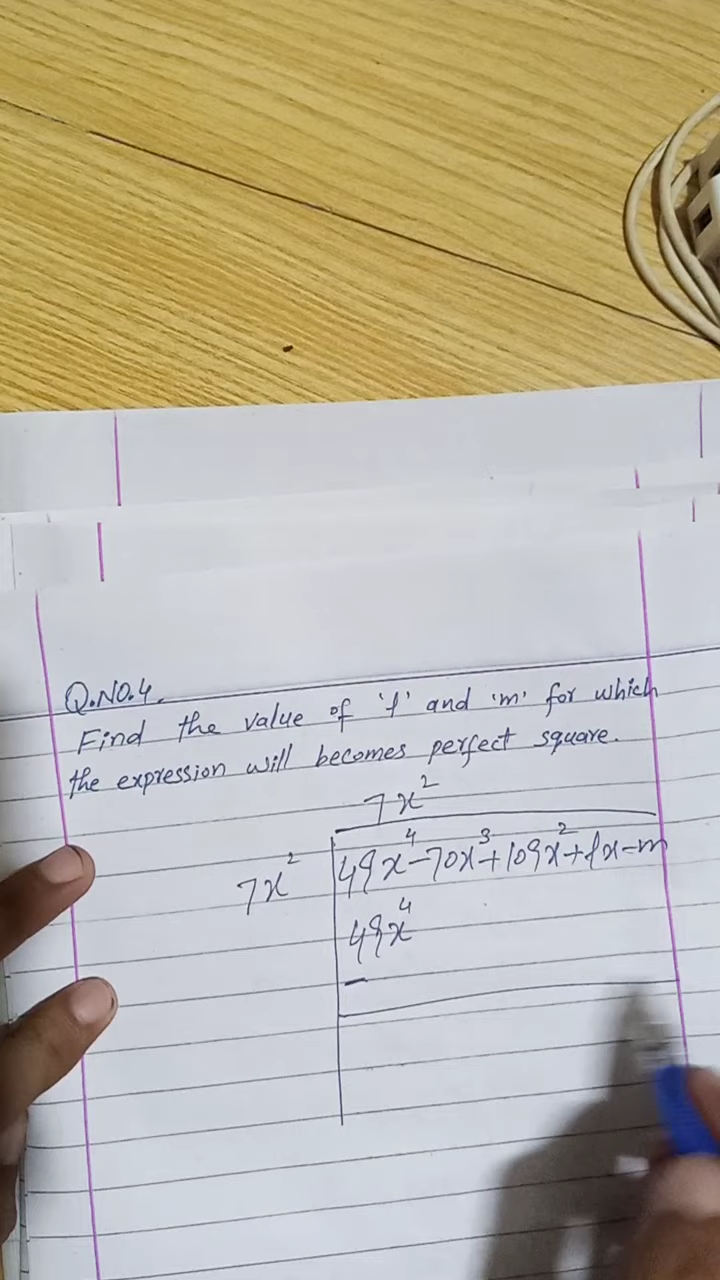 Q.NO.4.
Find the value of 'l' and 'm' for which
the expression will becomes perfect square.
7x²
7x² 49x⁴-70x³+109x²+lx-m
49x⁴
-